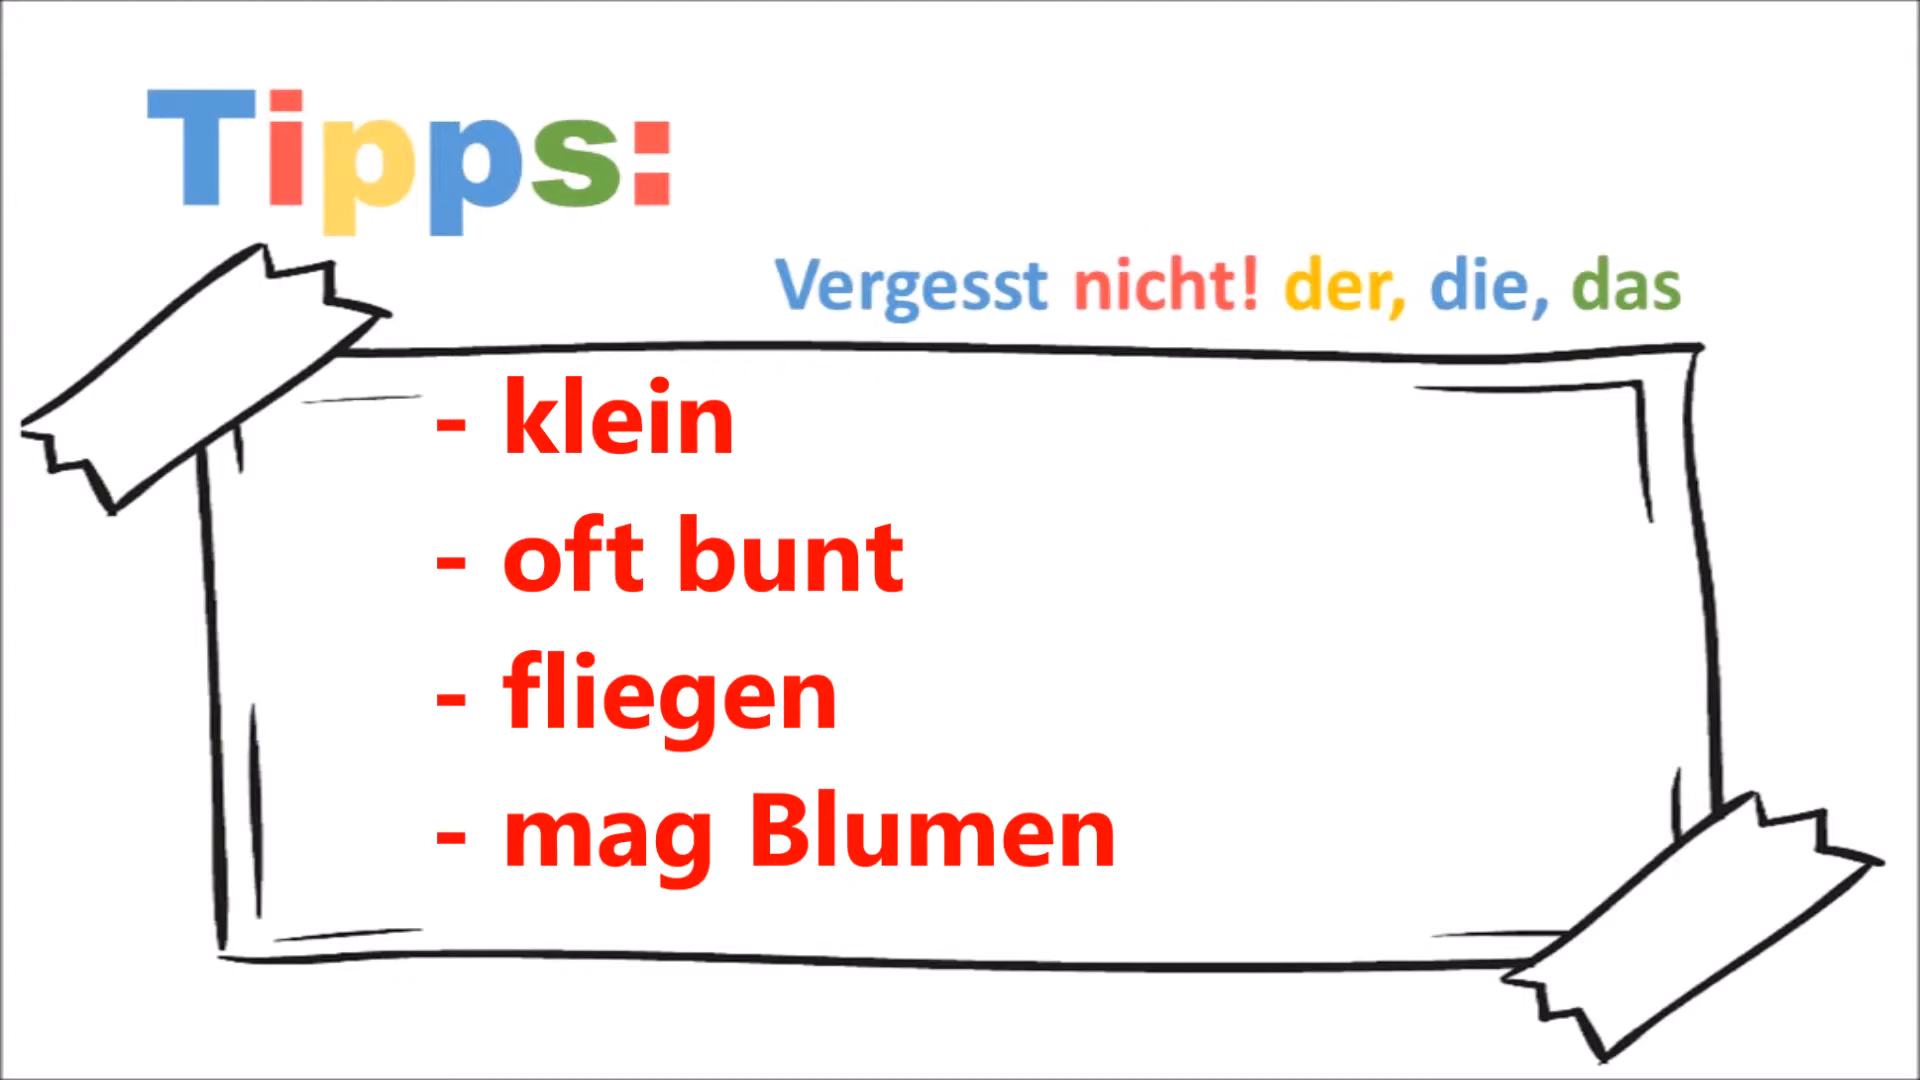 Tipps:
Vergesst nicht! der, die, das
- klein
- oft bunt
- fliegen
- mag Blumen